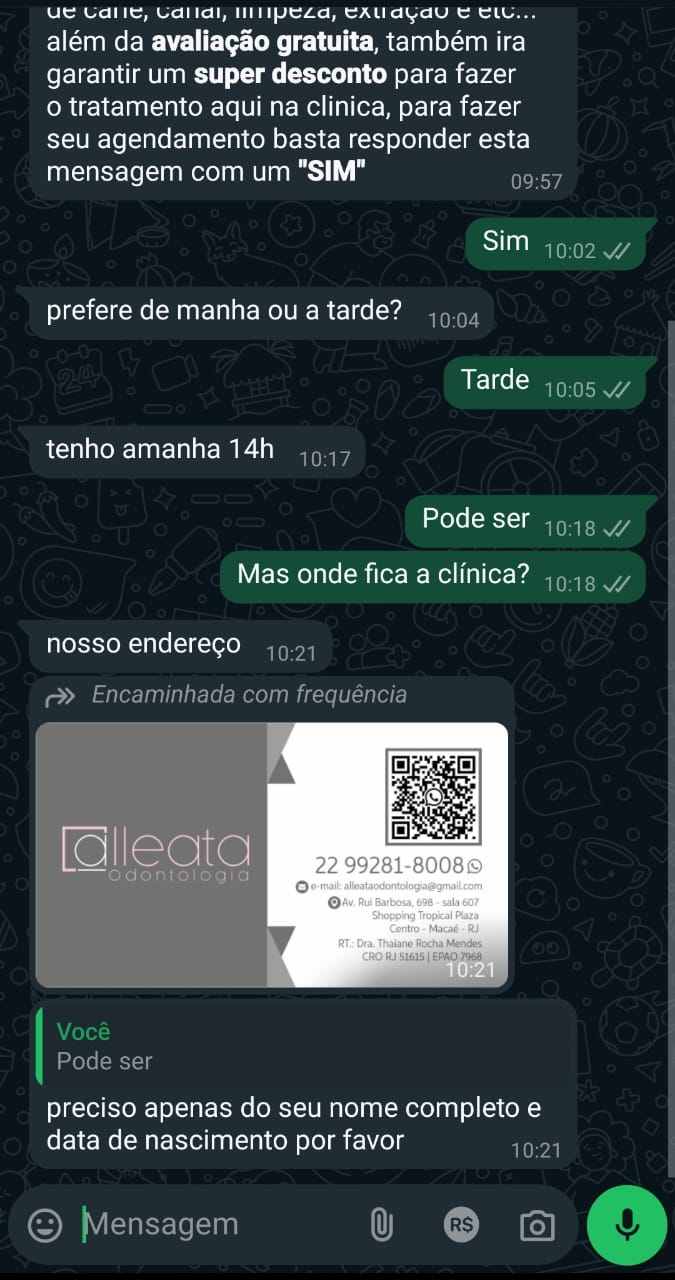 de cárie, canal, limpeza, extração e etc...
além da avaliação gratuita, também ira
garantir um super desconto para fazer
o tratamento aqui na clinica, para fazer
seu agendamento basta responder esta
mensagem com um "SIM"
09:57
Sim 10:02
prefere de manha ou a tarde? 10:04
Tarde 10:05
tenho amanha 14h 10:17
Pode ser 10:18
Mas onde fica a clínica? 10:18
nosso endereço 10:21
Encaminhada com frequência
alleata
odontologia
22 99281-8008
e-mail: alleataodontologia@gmail.com
Av. Rui Barbosa, 698 - sala 607
Shopping Tropical Plaza
Centro - Macaé - RJ
RT.: Dra. Thaiane Rocha Mendes
CRO RJ 51615 | EPAO 7968
10:21
Você
Pode ser
preciso apenas do seu nome completo e
data de nascimento por favor
10:21
Mensagem
R$